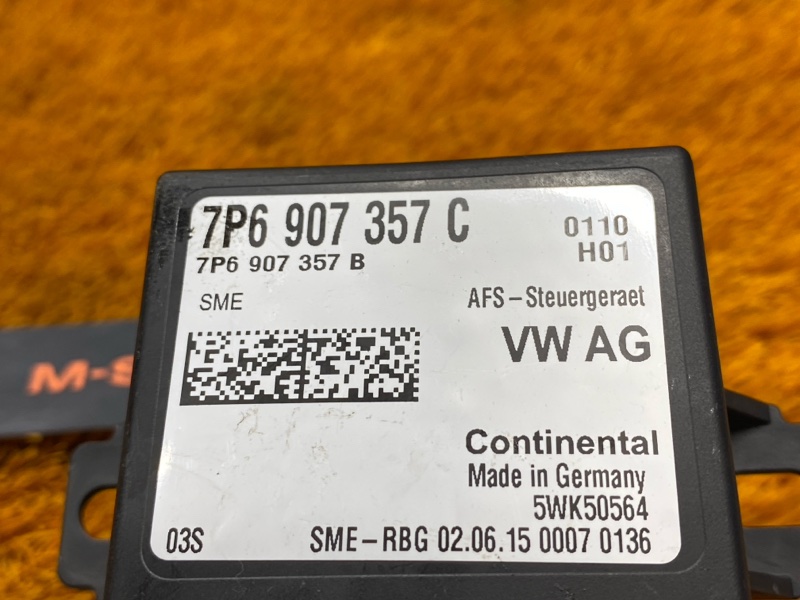 7P6 907 357 C
0110
7P6 907 357 B
H01
SME
AFS-Steuergeraet
VW AG
M-S
Continental
Made in Germany
5WK50564
03S
SME-RBG 02.06.15 0007 0136